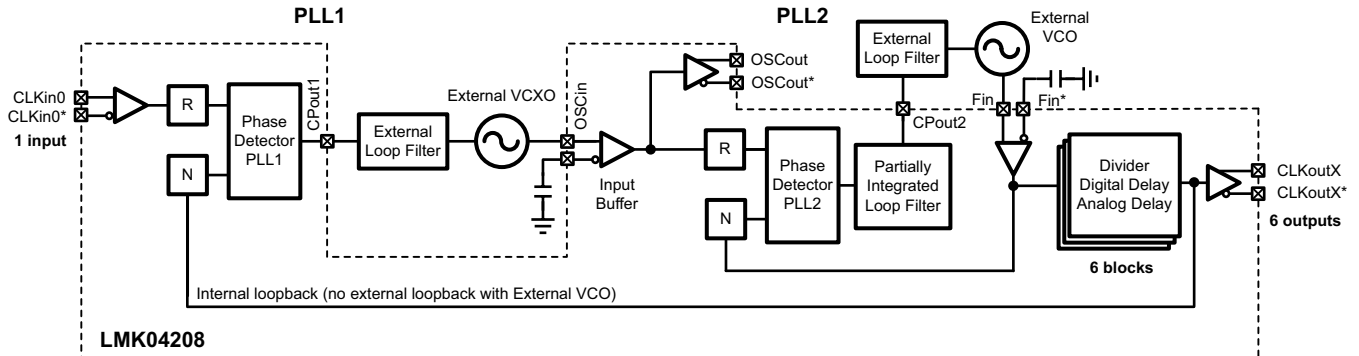 PLL1
PLL2
External
VCO
External
Loop Filter
OSCout
OSCout*
CLKin0
CLKin0*
1 input
R
Phase
Detector
PLL1
N
CPout1
External VCXO
External
Loop Filter
OSCin
Input
Buffer
Fin
Fin*
CPout2
R
N
Phase
Detector
PLL2
Partially
Integrated
Loop Filter
Divider
Digital Delay
Analog Delay
6 blocks
CLKoutX
CLKoutX*
6 outputs
Internal loopback (no external loopback with External VCO)
LMK04208